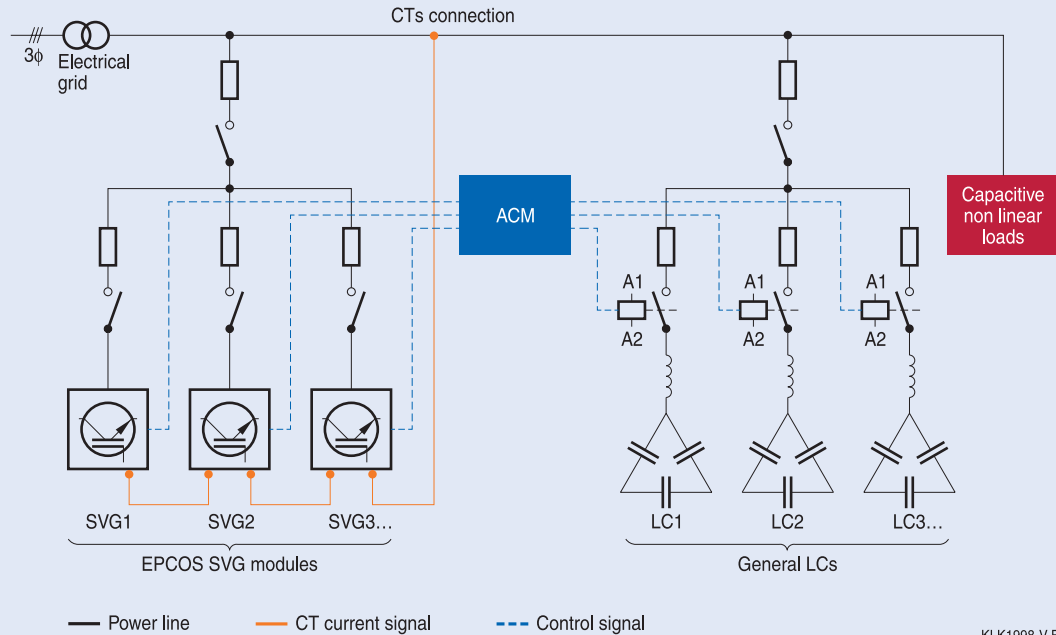 CTs connection
3ϕ
Electrical
grid
ACM
Capacitive
non linear
loads
A1
A2
A1
A2
A1
A2
SVG1
SVG2
SVG3...
LC1
LC2
LC3...
EPCOS SVG modules
General LCs
Power line
CT current signal
Control signal